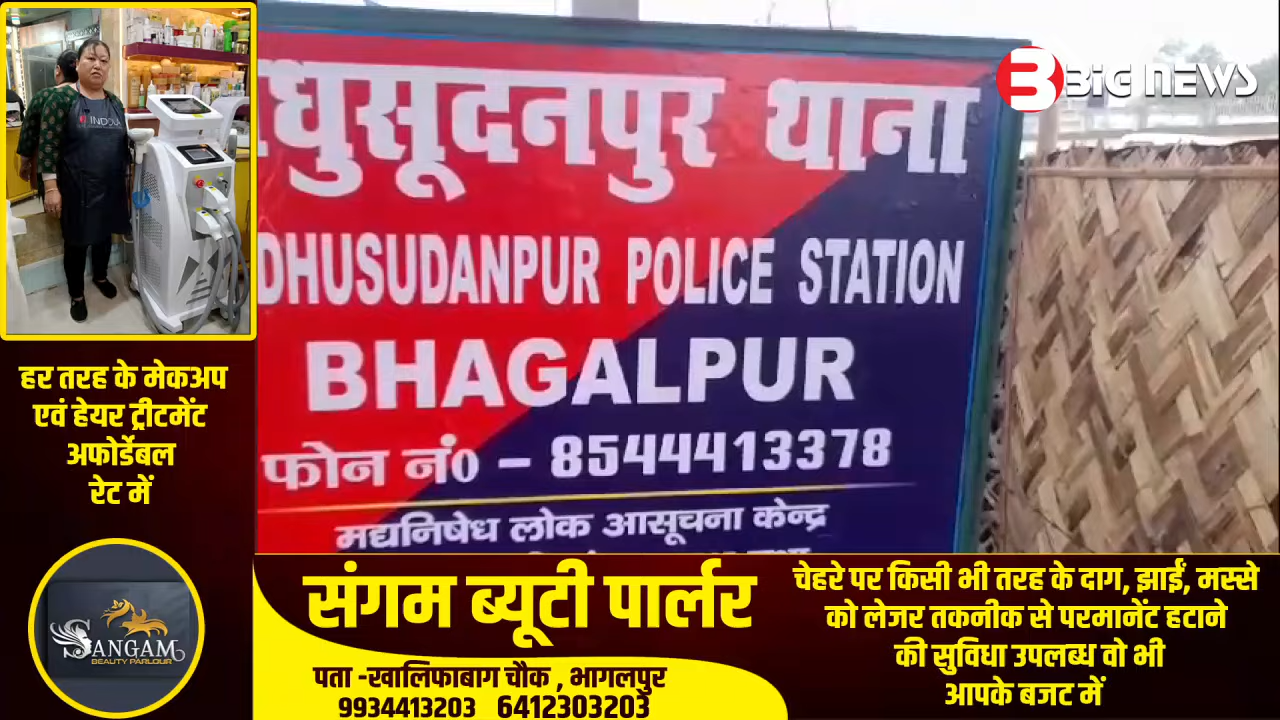 3 BIG NEWS
धुसूदनपुर थाना
DHUSUDANPUR POLICE STATION
BHAGALPUR
फोन नं0 – 8544413378
मद्यनिषेध लोक आसूचना केन्द्र
INDOLA
हर तरह के मेकअप
एवं हेयर ट्रीटमेंट
अफोर्डेबल
रेट में
SANGAM
BEAUTY PARLOUR
संगम ब्यूटी पार्लर
पता -खालिफाबाग चौक , भागलपुर
9934413203 6412303203
चेहरे पर किसी भी तरह के दाग, झाईं, मस्से
को लेजर तकनीक से परमानेंट हटाने
की सुविधा उपलब्ध वो भी
आपके बजट में